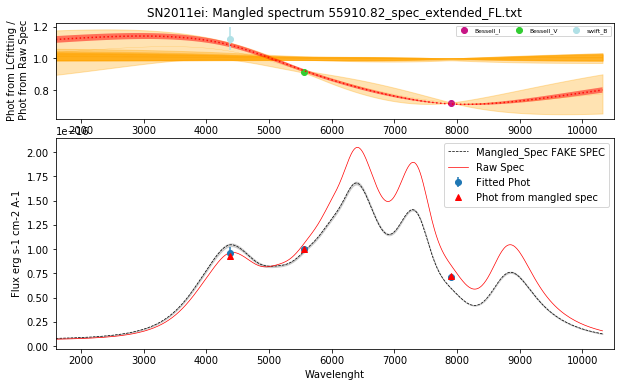 SN2011ei: Mangled spectrum 55910.82_spec_extended_FL.txt
Phot from LCfitting /
Phot from Raw Spec
1.2
1.0
0.8
Bessell_I
Bessell_V
swift_B
2000 3000 4000 5000 6000 7000 8000 9000 10000
1e-16
Flux erg s-1 cm-2 A-1
2.00
1.75
1.50
1.25
1.00
0.75
0.50
0.25
0.00
Mangled_Spec FAKE SPEC
Raw Spec
Fitted Phot
Phot from mangled spec
2000 3000 4000 5000 6000 7000 8000 9000 10000
Wavelenght